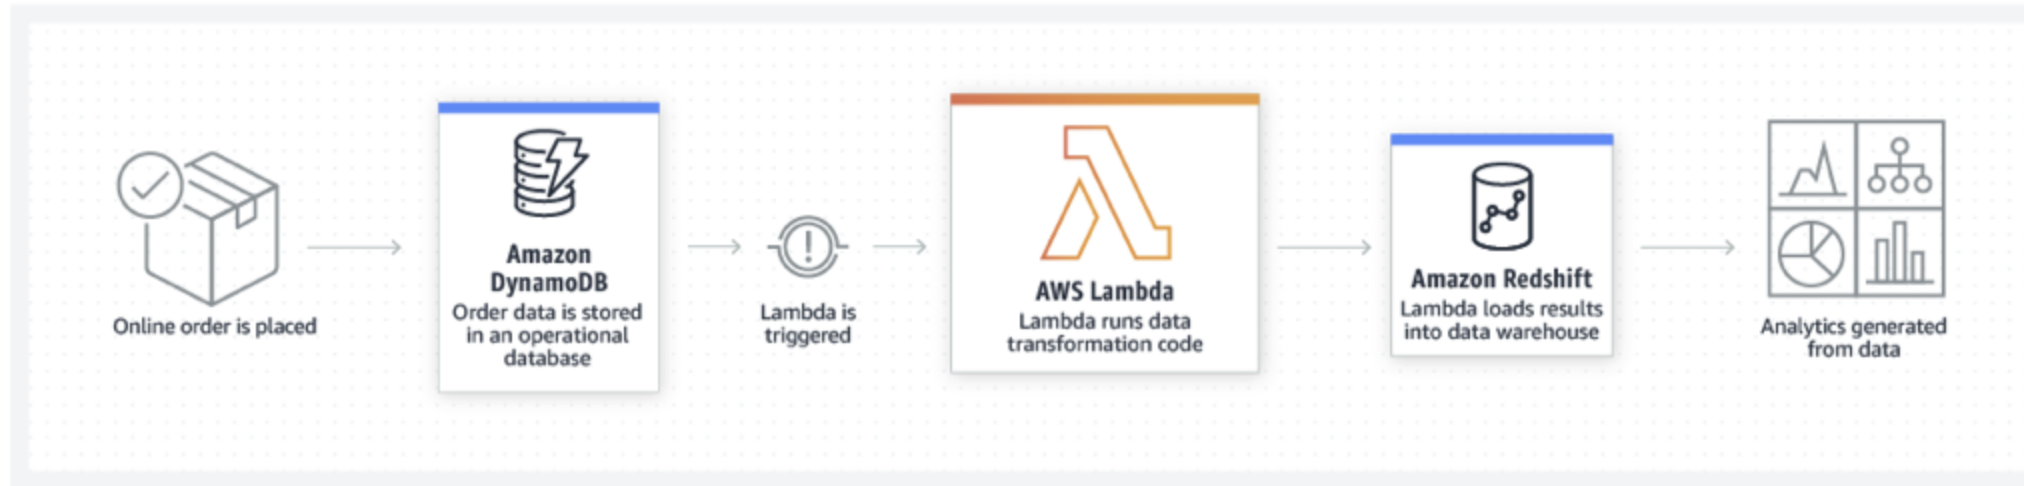 Online order is placed
Amazon
DynamoDB
Order data is stored
in an operational
database
Lambda is
triggered
AWS Lambda
Lambda runs data
transformation code
Amazon Redshift
Lambda loads results
into data warehouse
Analytics generated
from data